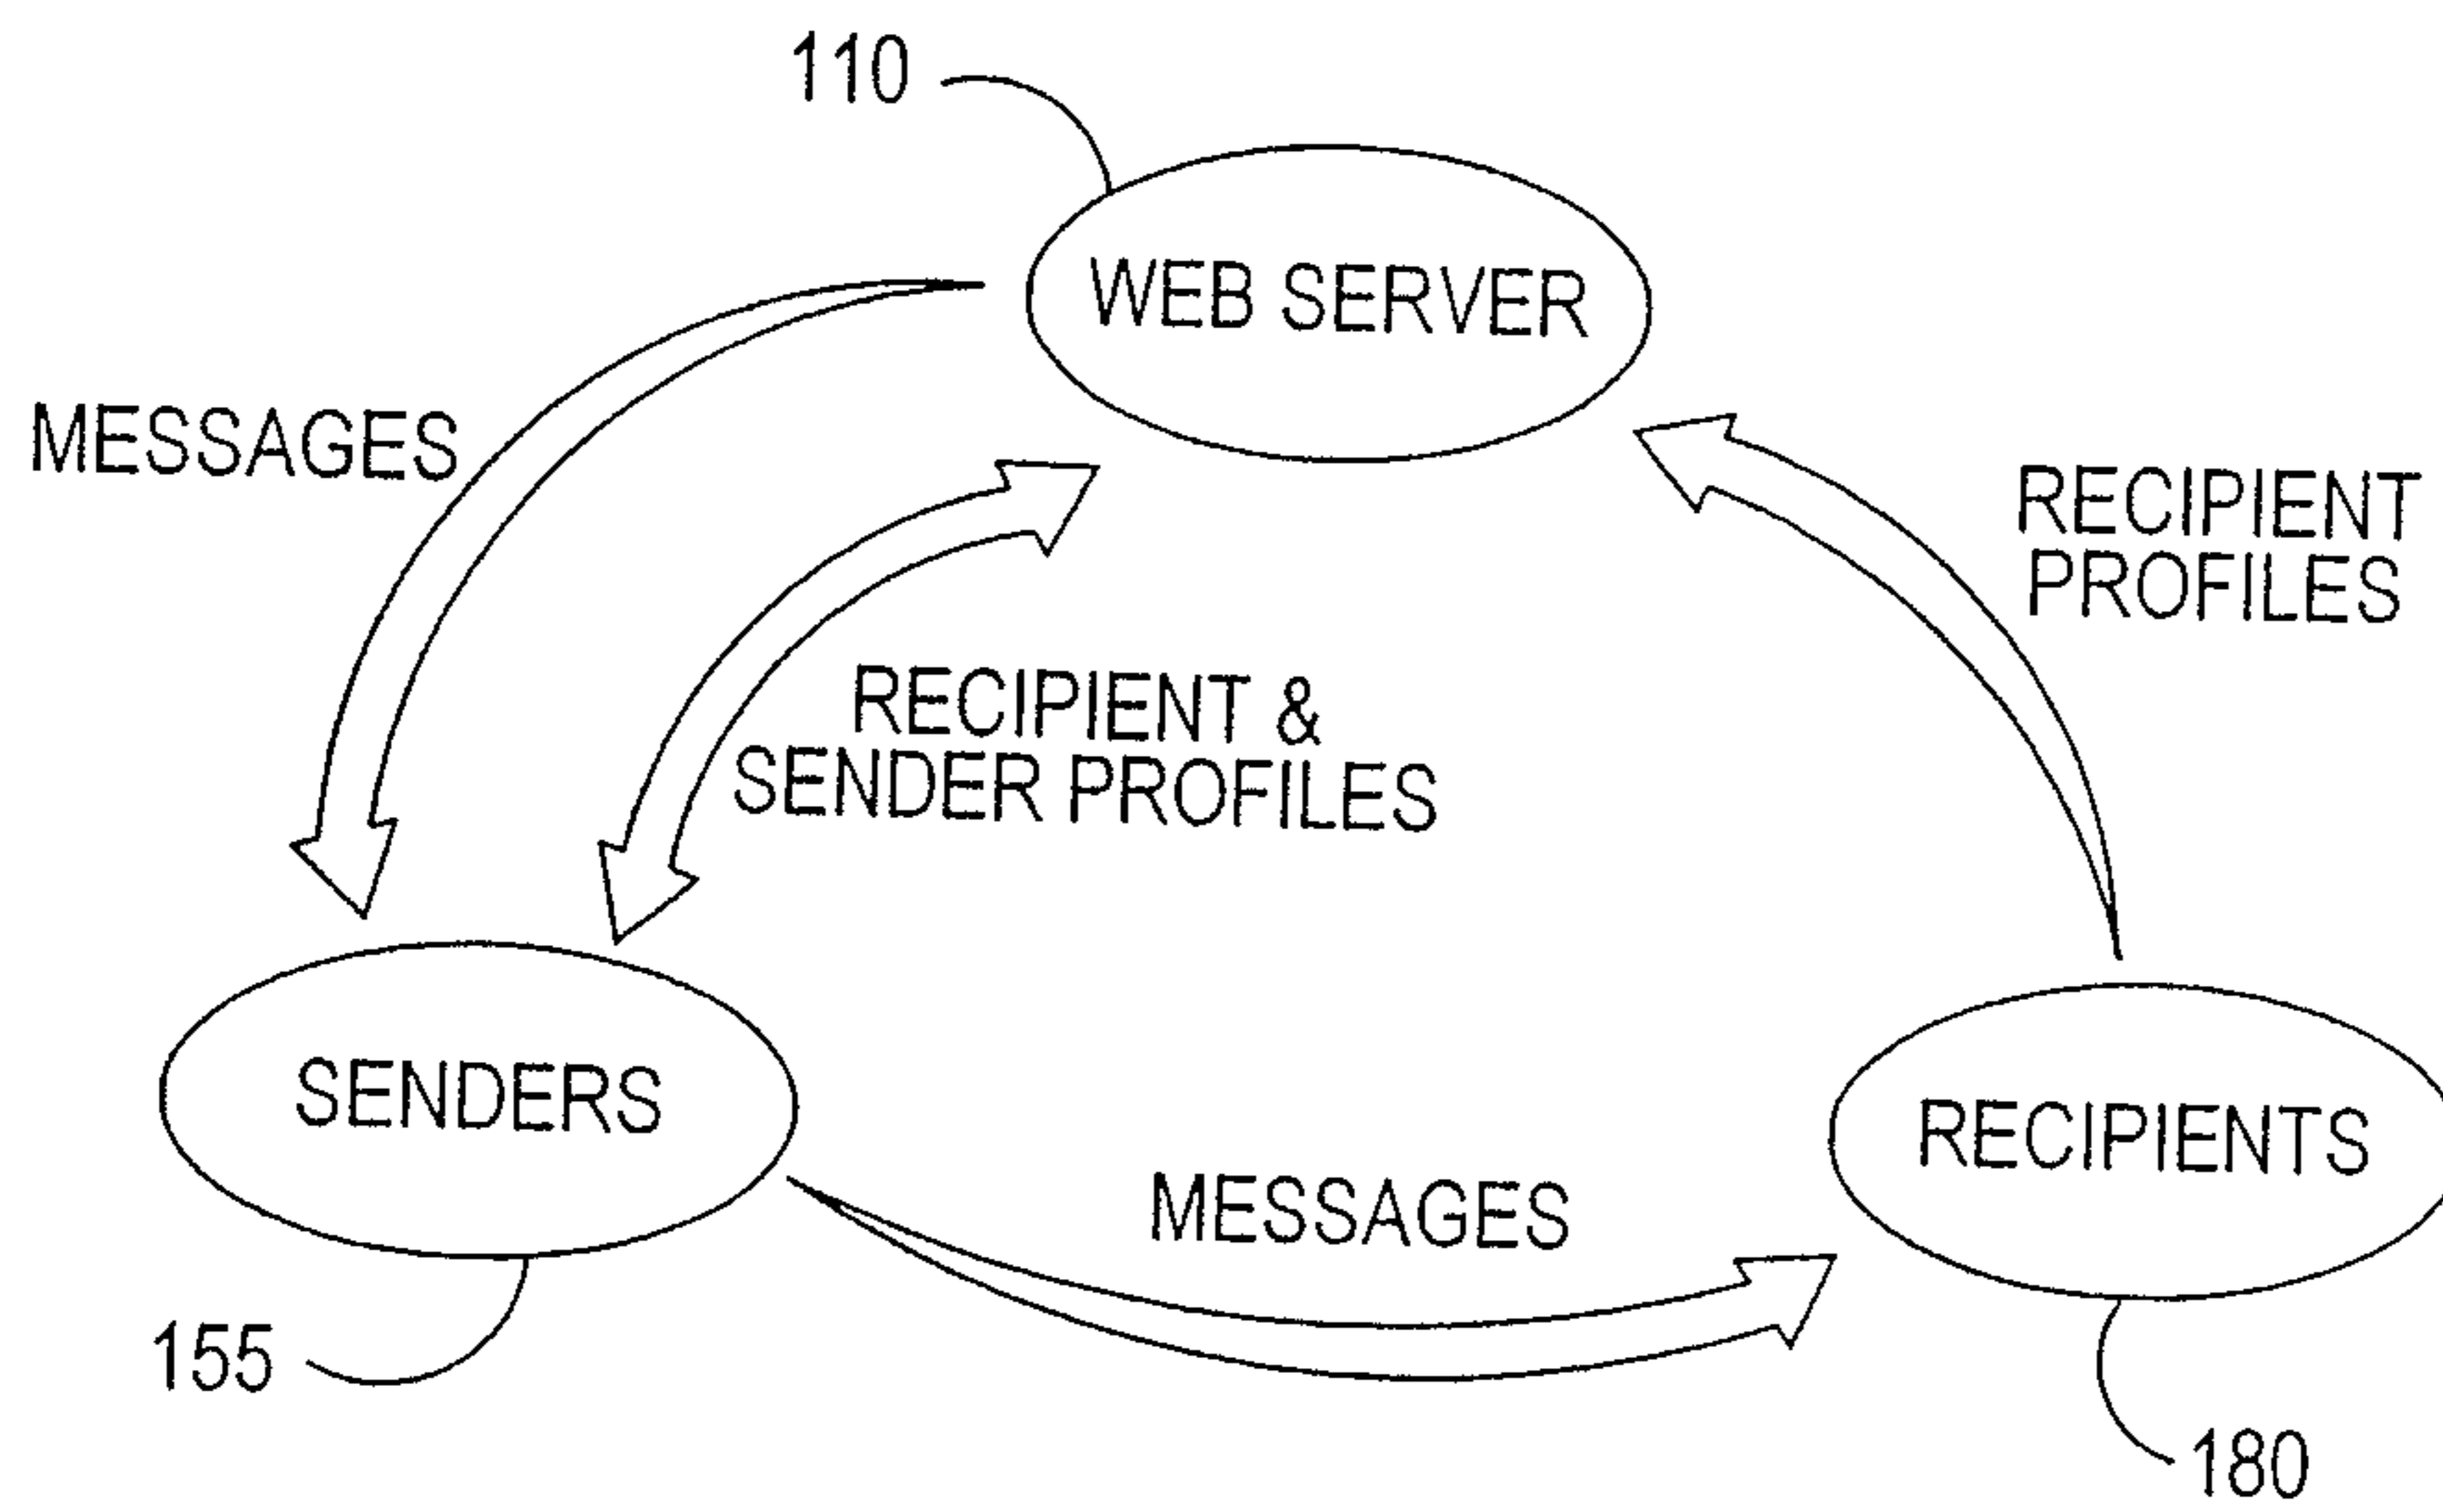 110
WEB SERVER
MESSAGES
RECIPIENT
PROFILES
RECIPIENT &
SENDER PROFILES
SENDERS
RECIPIENTS
MESSAGES
155
180